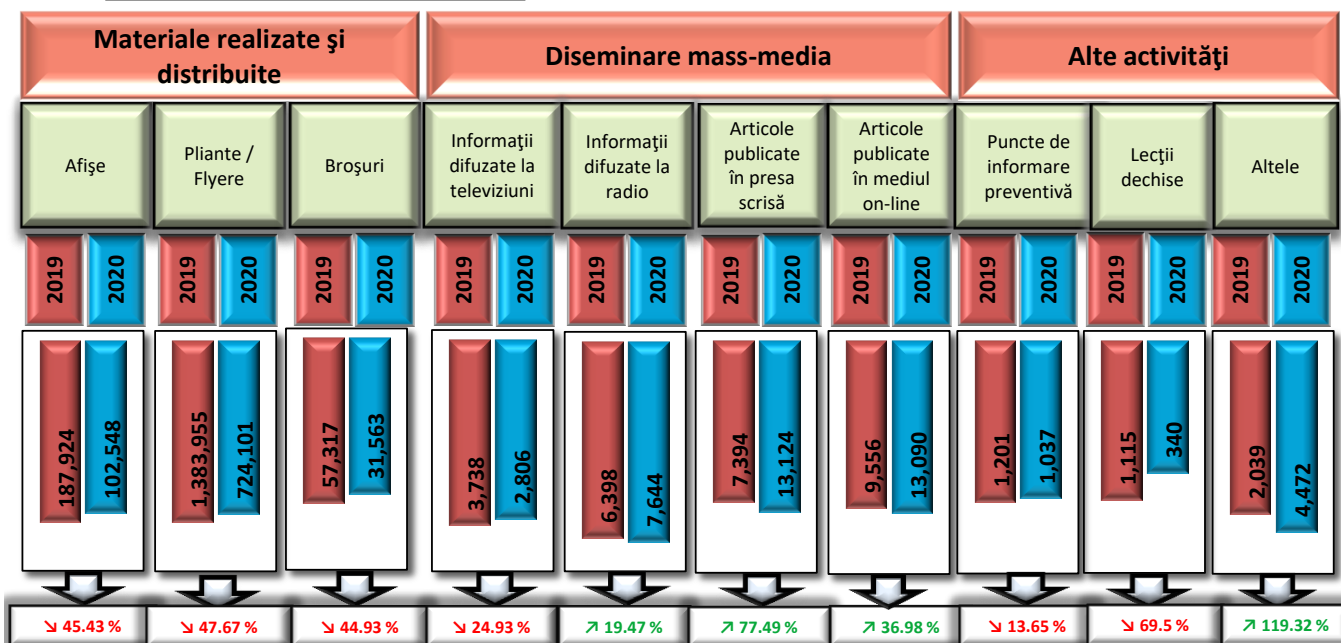 Materiale realizate şi
distribuite
Diseminare mass-media
Alte activităţi
Afişe
Pliante /
Flyere
Broşuri
Informaţii
difuzate la
televiziuni
Informaţii
difuzate la
radio
Articole
publicate
în presa
scrisă
Articole
publicate
în mediul
on-line
Puncte de
informare
preventivă
Lecţii
dechise
Altele
2019
2020
2019
2020
2019
2020
2019
2020
2019
2020
2019
2020
2019
2020
2019
2020
2019
2020
2019
2020
187,924
102,548
1,383,955
724,101
57,317
31,563
3,738
2,806
6,398
7,644
7,394
13,124
9,556
13,090
1,201
1,037
1,115
340
2,039
4,472
↘ 45.43 %
↘ 47.67 %
↘ 44.93 %
↘ 24.93 %
↗ 19.47 %
↗ 77.49 %
↗ 36.98 %
↘ 13.65 %
↘ 69.5 %
↗ 119.32 %